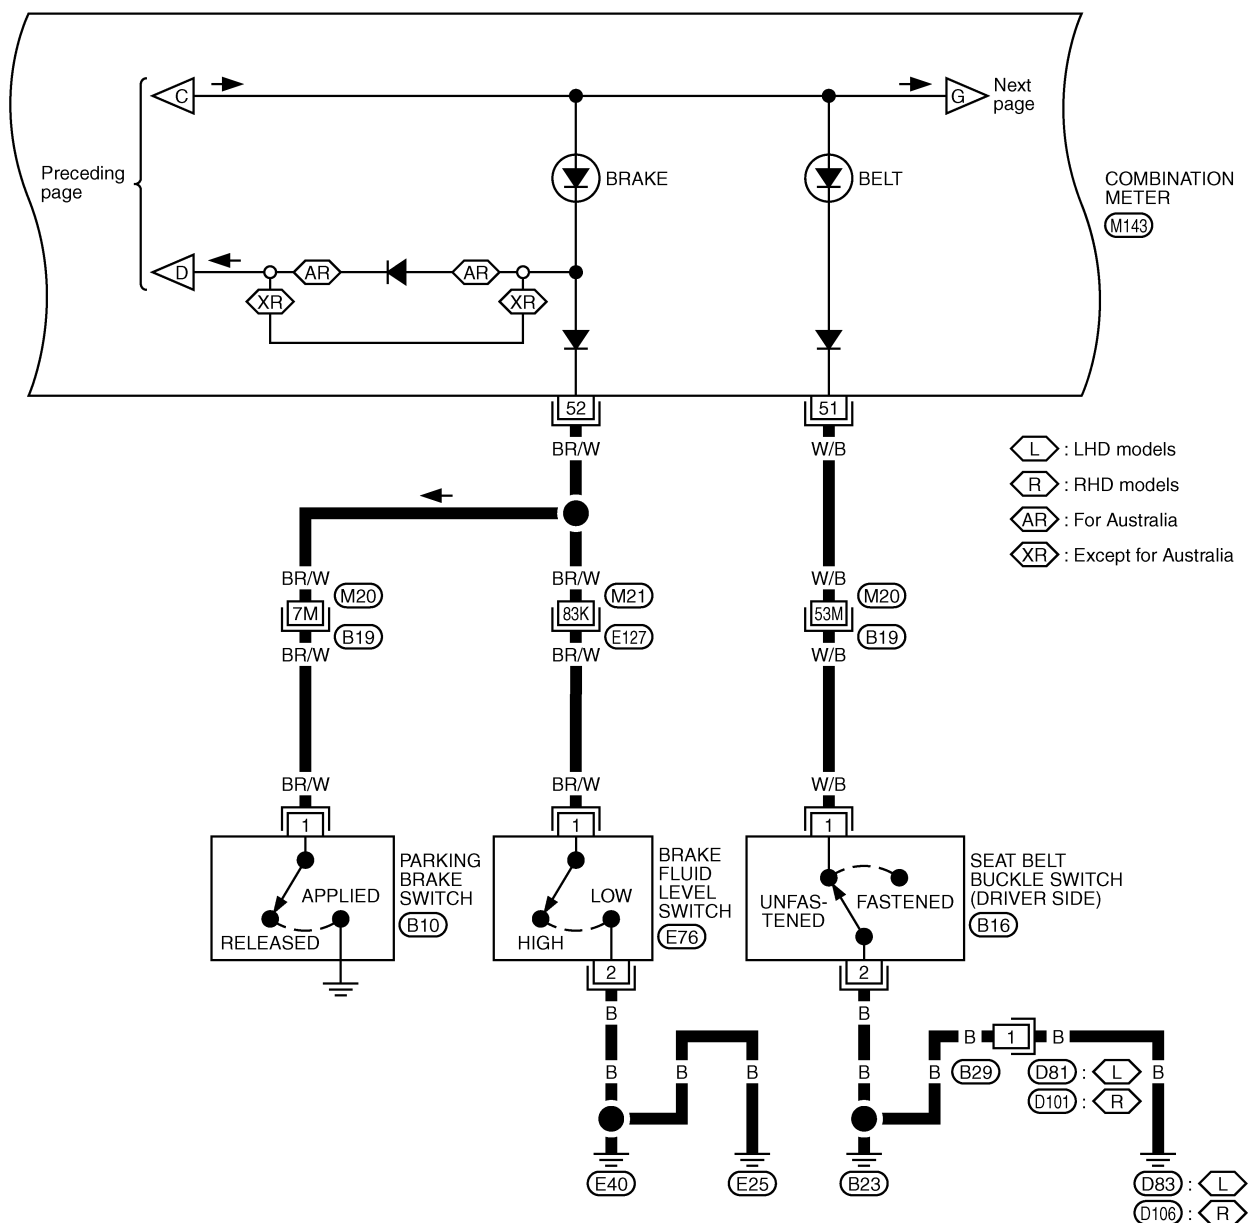 C
G
Next
page
Preceding
page
BRAKE
BELT
COMBINATION
METER
M143
D
AR
AR
XR
XR
52
51
BR/W
W/B
L : LHD models
R : RHD models
AR : For Australia
XR : Except for Australia
BR/W
M20
BR/W
M21
W/B
M20
7M
83K
53M
B19
E127
B19
BR/W
BR/W
W/B
BR/W
BR/W
W/B
1
1
1
PARKING
BRAKE
SWITCH
B10
APPLIED
RELEASED
BRAKE
FLUID
LEVEL
SWITCH
E76
LOW
HIGH
SEAT BELT
BUCKLE SWITCH
(DRIVER SIDE)
B16
UNFAS-
TENED
FASTENED
2
2
B
B
B
1
B
B
B
B
B
B
B
B29
D81 : L
D101 : R
E40
E25
B23
D83 : L
D106 : R